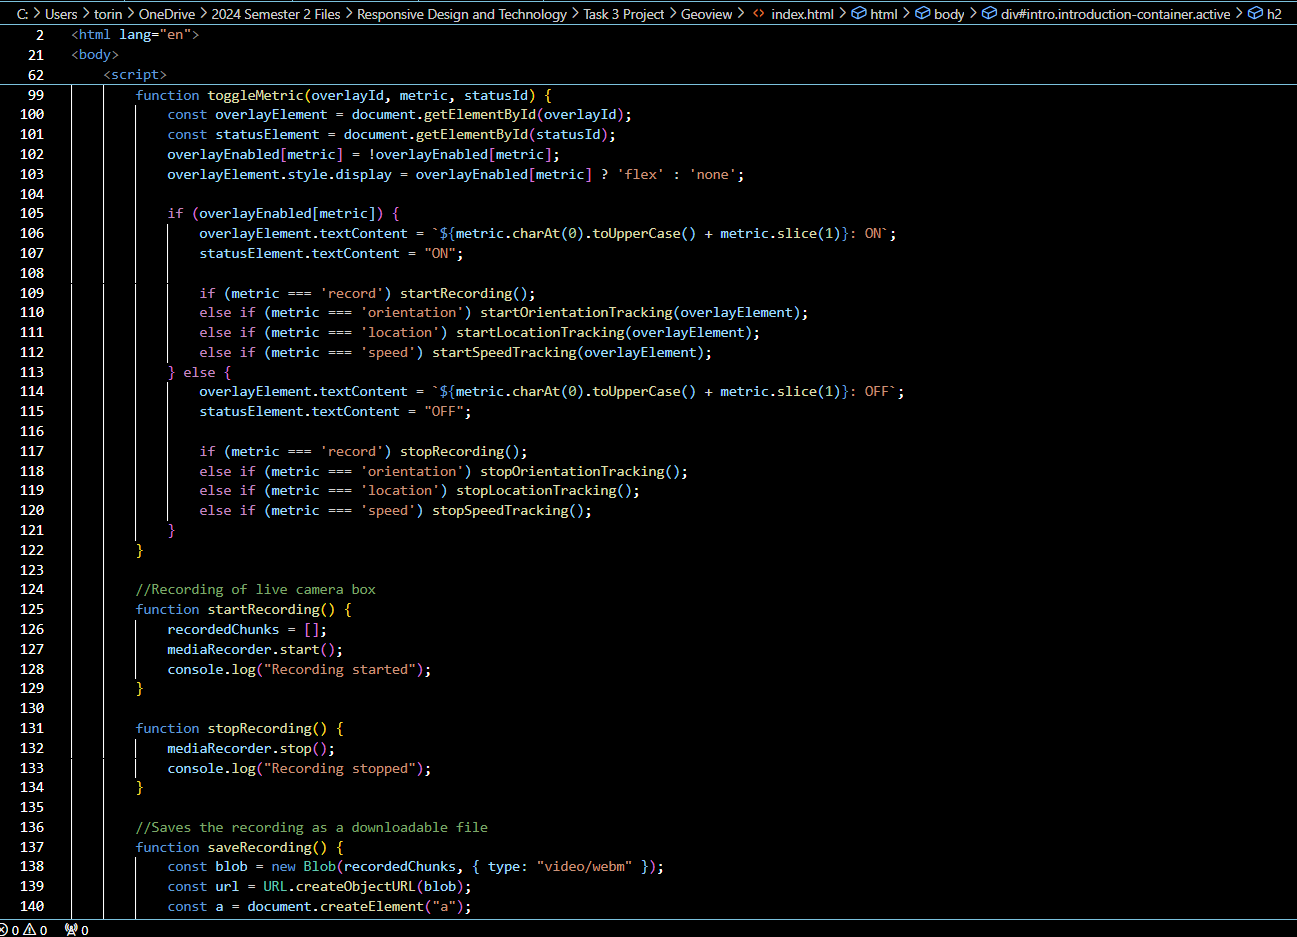 C: > Users > torin > OneDrive > 2024 Semester 2 Files > Responsive Design and Technology > Task 3 Project > Geoview > <> index.html > html > body > div#intro.introduction-container.active > h2
2 <html lang="en">
21 <body>
62 <script>
99 function toggleMetric(overlayId, metric, statusId) {
100 const overlayElement = document.getElementById(overlayId);
101 const statusElement = document.getElementById(statusId);
102 overlayEnabled[metric] = !overlayEnabled[metric];
103 overlayElement.style.display = overlayEnabled[metric] ? 'flex' : 'none';
104
105 if (overlayEnabled[metric]) {
106 overlayElement.textContent = `${metric.charAt(0).toUpperCase() + metric.slice(1)}: ON`;
107 statusElement.textContent = "ON";
108
109 if (metric === 'record') startRecording();
110 else if (metric === 'orientation') startOrientationTracking(overlayElement);
111 else if (metric === 'location') startLocationTracking(overlayElement);
112 else if (metric === 'speed') startSpeedTracking(overlayElement);
113 } else {
114 overlayElement.textContent = `${metric.charAt(0).toUpperCase() + metric.slice(1)}: OFF`;
115 statusElement.textContent = "OFF";
116
117 if (metric === 'record') stopRecording();
118 else if (metric === 'orientation') stopOrientationTracking();
119 else if (metric === 'location') stopLocationTracking();
120 else if (metric === 'speed') stopSpeedTracking();
121 }
122 }
123
124 //Recording of live camera box
125 function startRecording() {
126 recordedChunks = [];
127 mediaRecorder.start();
128 console.log("Recording started");
129 }
130
131 function stopRecording() {
132 mediaRecorder.stop();
133 console.log("Recording stopped");
134 }
135
136 //Saves the recording as a downloadable file
137 function saveRecording() {
138 const blob = new Blob(recordedChunks, { type: "video/webm" });
139 const url = URL.createObjectURL(blob);
140 const a = document.createElement("a");
0 0 0